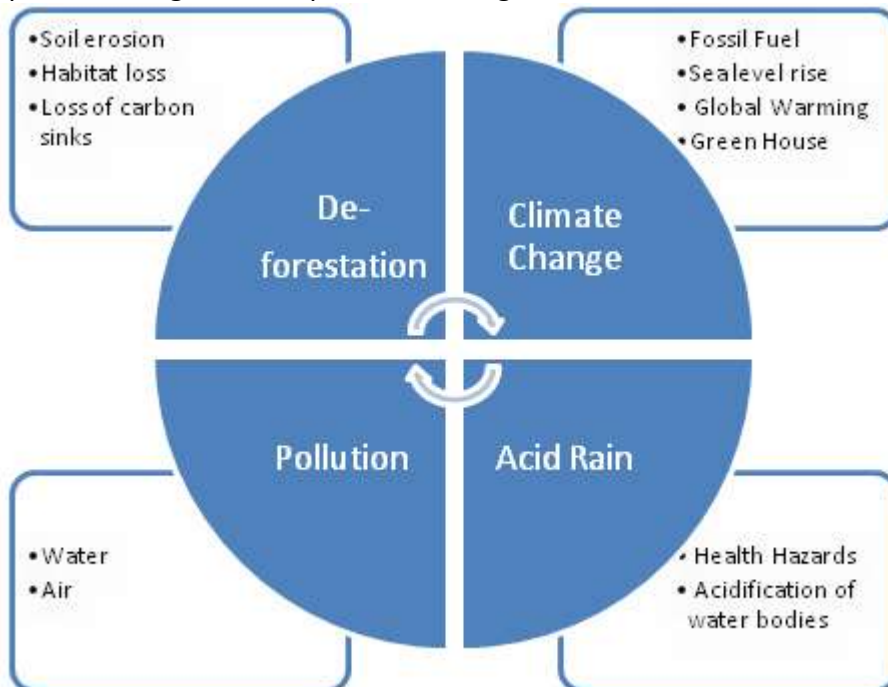 •Soil erosion
•Habitat loss
•Loss of carbon
sinks
•Fossil Fuel
•Sea level rise
• Global Warming
•Green House
De-
forestation
Climate
Change
Pollution
Acid Rain
•Water
•Air
• Health Hazards
• Acidification of
water bodies